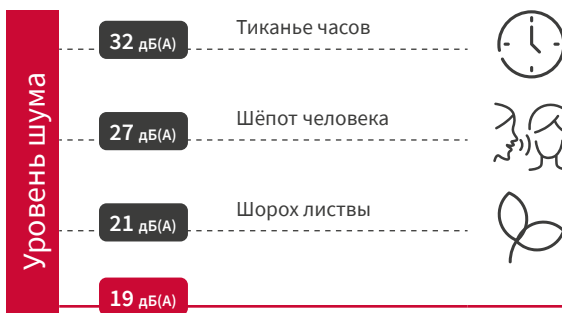 Уровень шума
32 дБ(А) Тиканье часов
27 дБ(А) Шёпот человека
21 дБ(А) Шорох листвы
19 дБ(А)